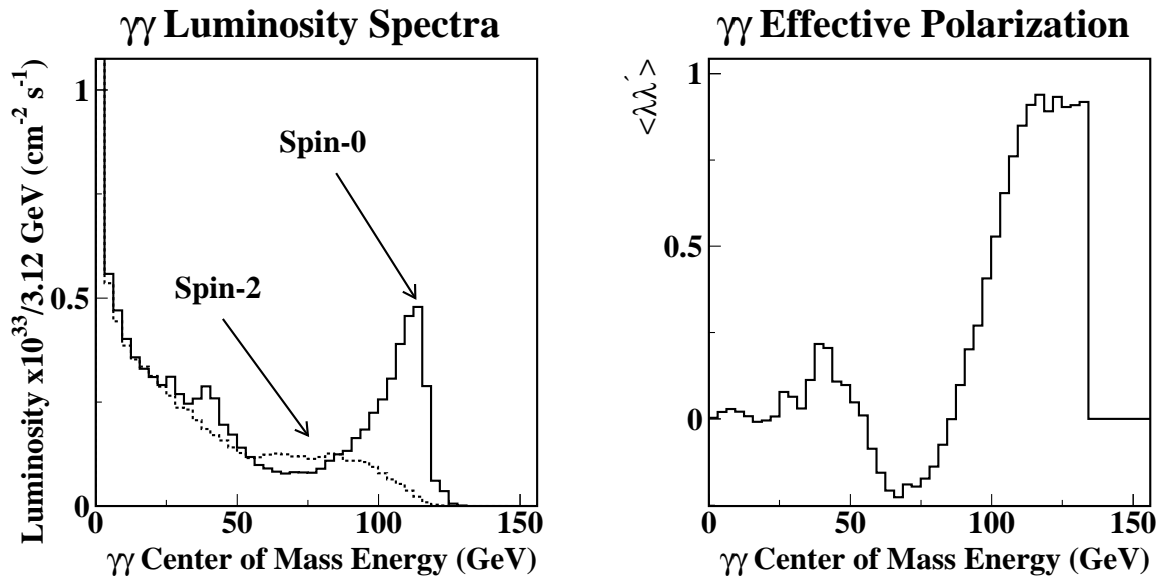 γγ Luminosity Spectra
Luminosity x10³³/3.12 GeV (cm⁻² s⁻¹)
1
0.5
0
Spin-0
Spin-2
0 50 100 150
γγ Center of Mass Energy (GeV)
γγ Effective Polarization
<λλ′>
1
0.5
0
0 50 100 150
γγ Center of Mass Energy (GeV)